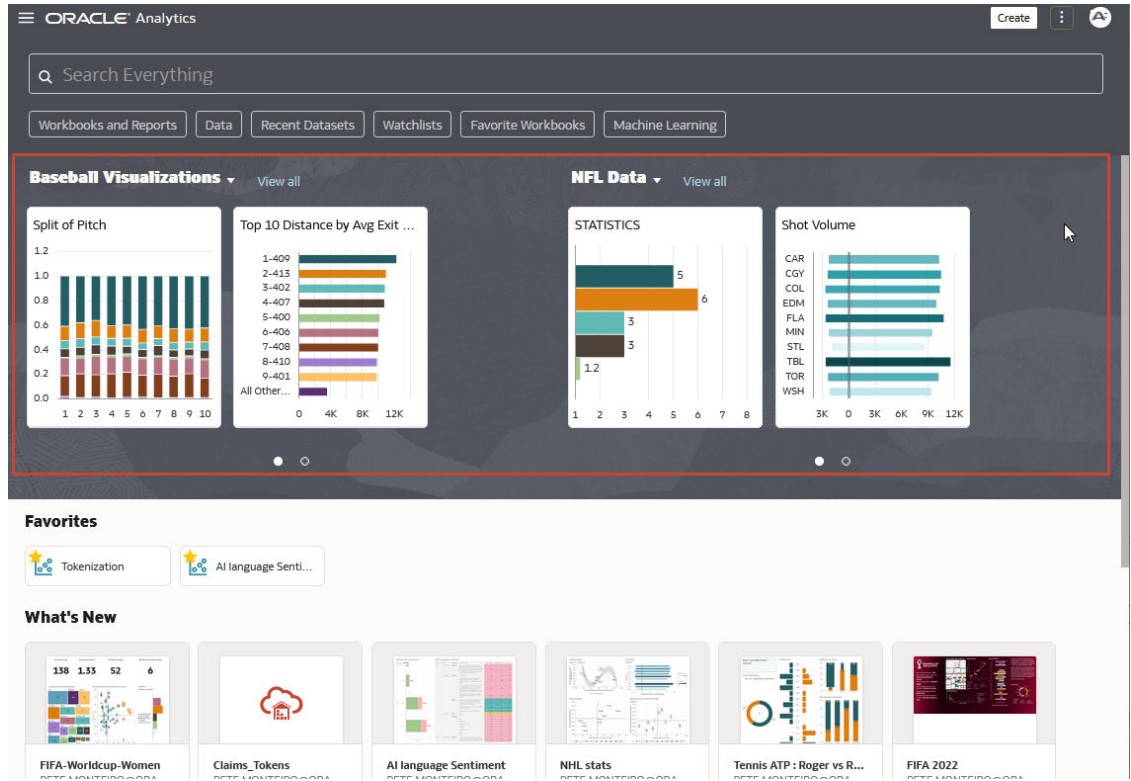 ORACLE Analytics
Create
Search Everything
Workbooks and Reports
Data
Recent Datasets
Watchlists
Favorite Workbooks
Machine Learning
Baseball Visualizations
View all
NFL Data
View all
Split of Pitch
1.2
1.0
0.8
0.6
0.4
0.2
0.0
1 2 3 4 5 6 7 8 9 10
Top 10 Distance by Avg Exit ...
1-409
2-413
3-402
4-407
5-400
6-406
7-408
8-410
9-401
All Other...
0 4K 8K 12K
STATISTICS
5
6
3
3
1.2
1 2 3 4 5 6 7 8
Shot Volume
CAR
CGY
COL
EDM
FLA
MIN
STL
TBL
TOR
WSH
3K 0 3K 6K 9K 12K
Favorites
Tokenization
AI language Senti...
What's New
138 1.33 52 6
FIFA-Worldcup-Women
Claims_Tokens
AI language Sentiment
NHL stats
Tennis ATP : Roger vs R...
FIFA 2022